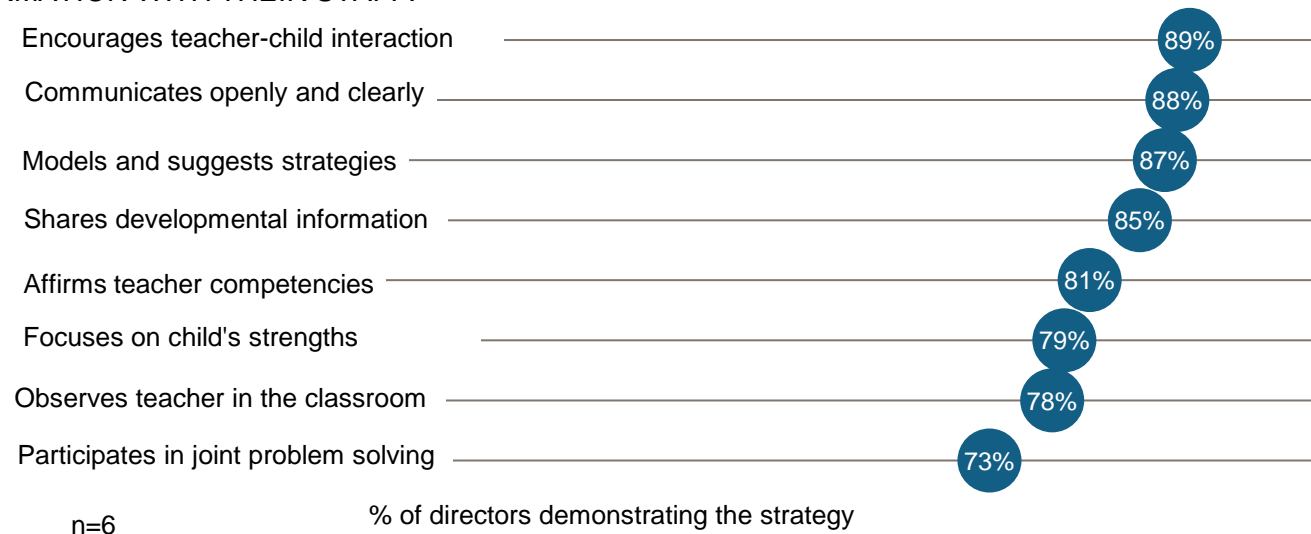 Encourages teacher-child interaction 89%
Communicates openly and clearly 88%
Models and suggests strategies 87%
Shares developmental information 85%
Affirms teacher competencies 81%
Focuses on child's strengths 79%
Observes teacher in the classroom 78%
Participates in joint problem solving 73%
n=6 % of directors demonstrating the strategy